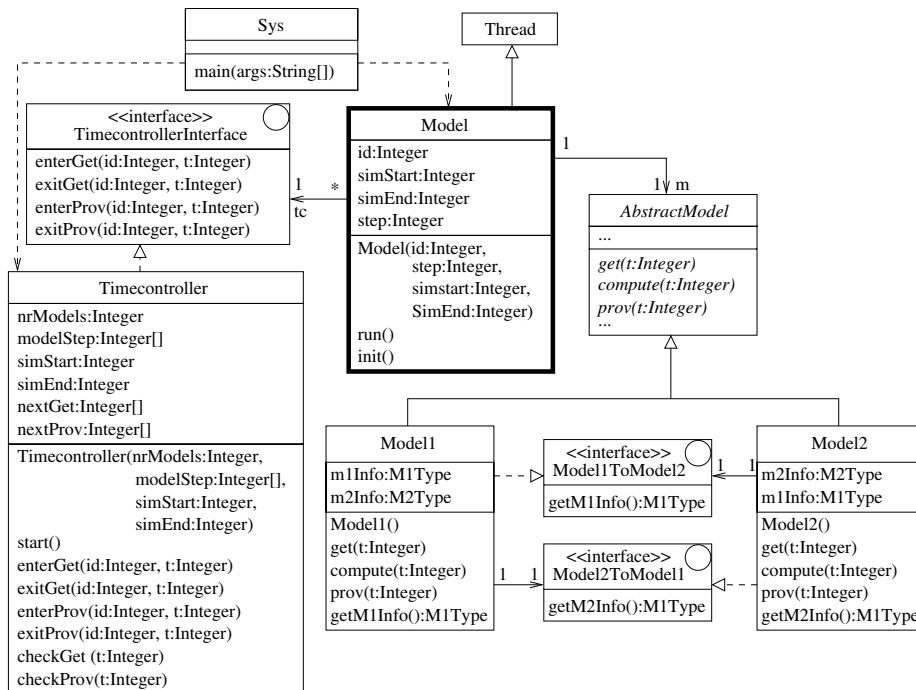 Sys
main(args:String[])
Thread
<<interface>>
TimecontrollerInterface
enterGet(id:Integer, t:Integer)
exitGet(id:Integer, t:Integer)
enterProv(id:Integer, t:Integer)
exitProv(id:Integer, t:Integer)
1
tc
*
Model
id:Integer
simStart:Integer
simEnd:Integer
step:Integer
Model(id:Integer,
step:Integer,
simstart:Integer,
SimEnd:Integer)
run()
init()
1
1
m
AbstractModel
...
get(t:Integer)
compute(t:Integer)
prov(t:Integer)
...
Timecontroller
nrModels:Integer
modelStep:Integer[]
simStart:Integer
simEnd:Integer
nextGet:Integer[]
nextProv:Integer[]
Timecontroller(nrModels:Integer,
modelStep:Integer[],
simStart:Integer,
simEnd:Integer)
start()
enterGet(id:Integer, t:Integer)
exitGet(id:Integer, t:Integer)
enterProv(id:Integer, t:Integer)
exitProv(id:Integer, t:Integer)
checkGet (t:Integer)
checkProv(t:Integer)
Model1
m1Info:M1Type
m2Info:M2Type
Model1()
get(t:Integer)
compute(t:Integer)
prov(t:Integer)
getM1Info():M1Type
<<interface>>
Model1ToModel2
getM1Info():M1Type
1 1
<<interface>>
Model2ToModel1
getM2Info():M1Type
1 1
Model2
m2Info:M2Type
m1Info:M1Type
Model2()
get(t:Integer)
compute(t:Integer)
prov(t:Integer)
getM2Info():M1Type